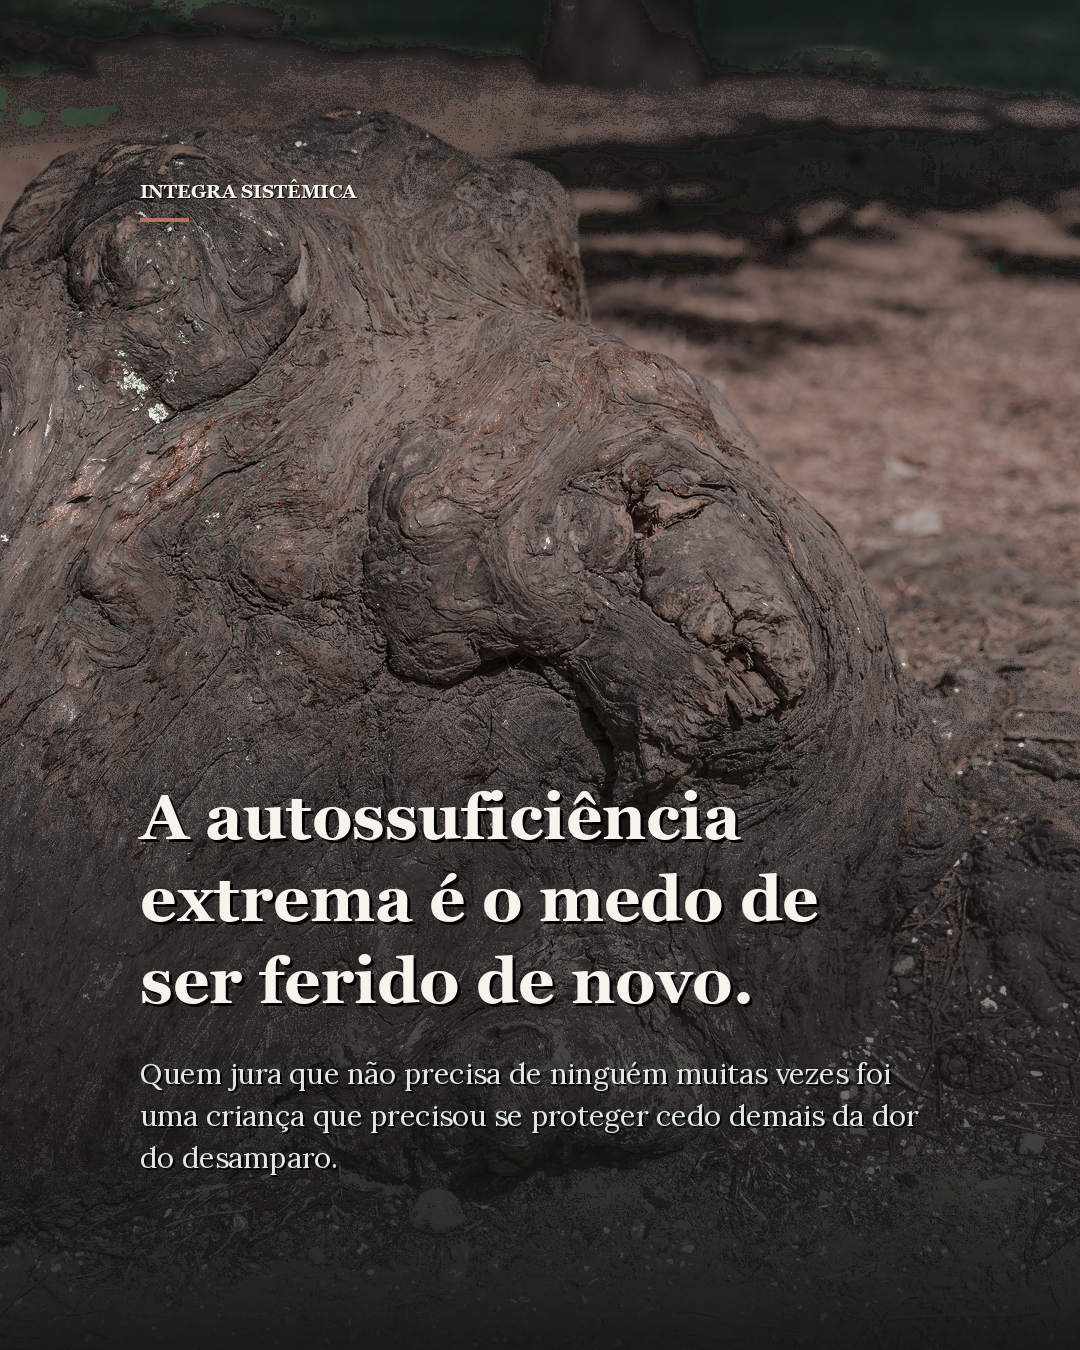 INTEGRA SISTÊMICA
A autossuficiência
extrema é o medo de
ser ferido de novo.
Quem jura que não precisa de ninguém muitas vezes foi
uma criança que precisou se proteger cedo demais da dor
do desamparo.